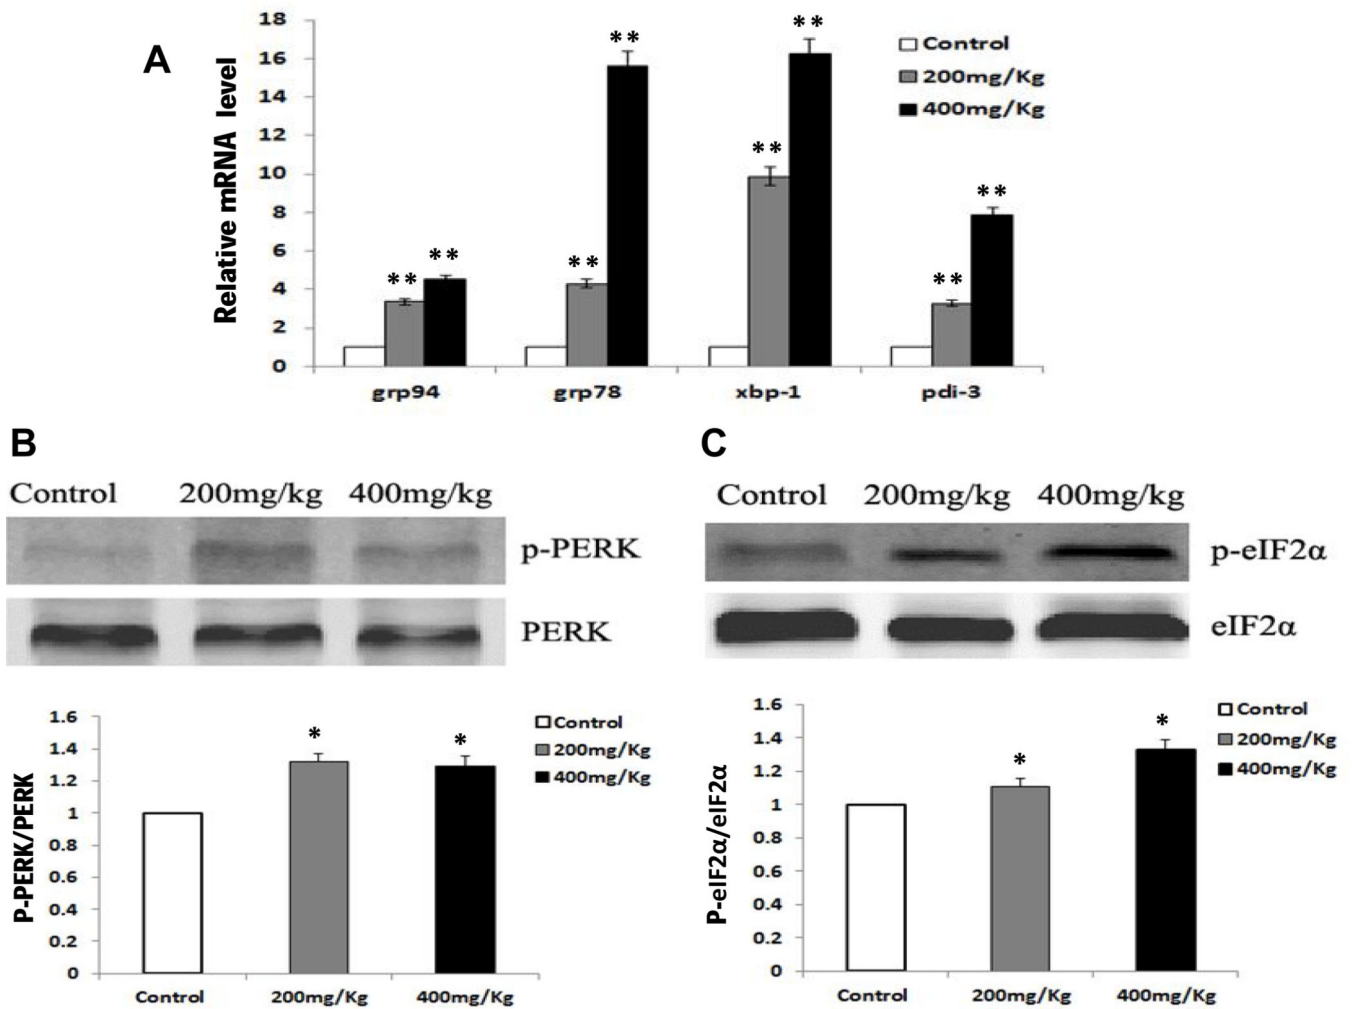 A
Relative mRNA level
18
16
14
12
10
8
6
4
2
0
** ** ** ** ** ** ** **
grp94 grp78 xbp-1 pdi-3
Control
200mg/Kg
400mg/Kg
B
Control 200mg/kg 400mg/kg
p-PERK
PERK
P-PERK/PERK
1.6
1.4
1.2
1
0.8
0.6
0.4
0.2
0
* *
Control 200mg/Kg 400mg/Kg
Control
200mg/Kg
400mg/Kg
C
Control 200mg/kg 400mg/kg
p-eIF2α
eIF2α
P-eIF2α/eIF2α
1.6
1.4
1.2
1
0.8
0.6
0.4
0.2
0
* *
Control 200mg/Kg 400mg/Kg
Control
200mg/Kg
400mg/Kg